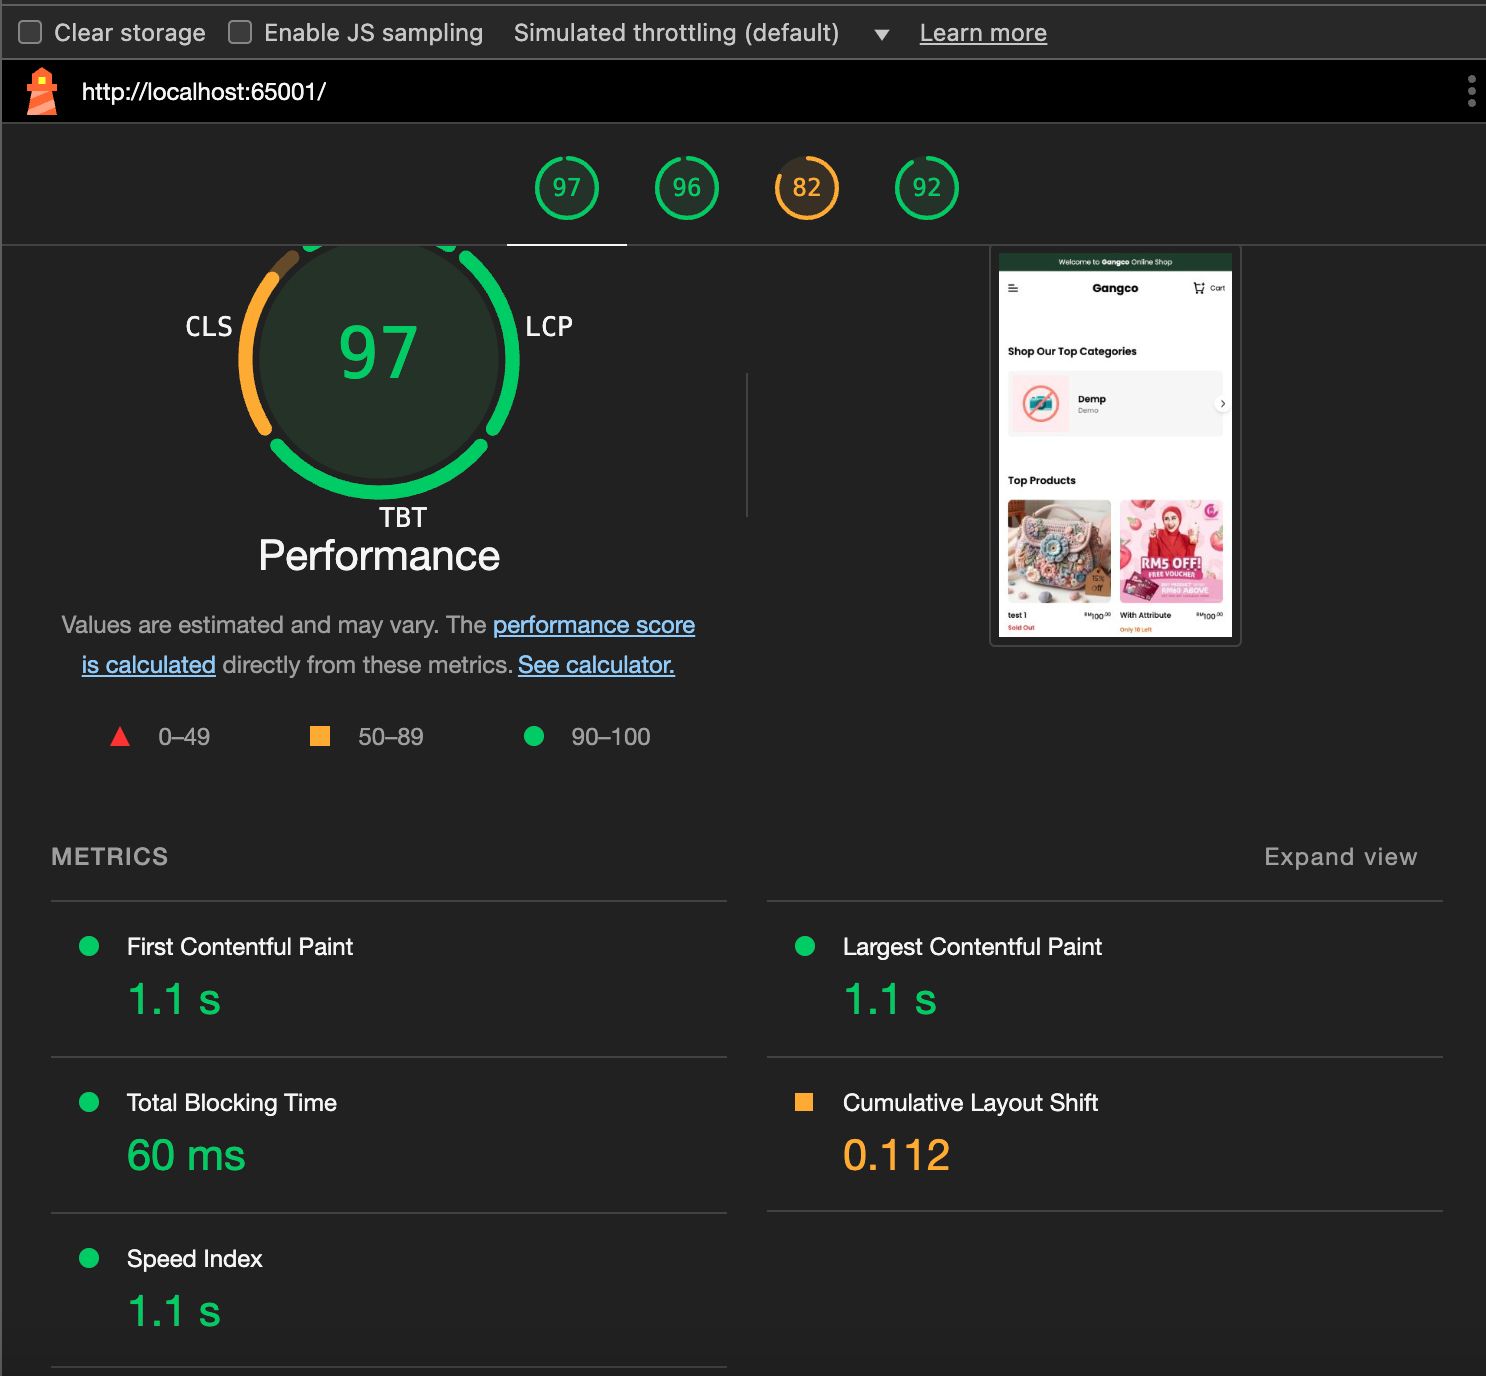 Clear storage Enable JS sampling Simulated throttling (default) ▼ Learn more
http://localhost:65001/
97 96 82 92
CLS
97
LCP
TBT
Performance
Values are estimated and may vary. The performance score
is calculated directly from these metrics. See calculator.
0–49 50–89 90–100
Welcome to Gangco Online Shop
Gangco
Cart
Shop Our Top Categories
Demp
Demo
Top Products
15%
Off
RM5 OFF!
FREE VOUCHER
RM60 ABOVE
test 1 RM100.00
Sold Out
With Attribute RM100.00
Only 10 Left
METRICS Expand view
First Contentful Paint
1.1 s
Largest Contentful Paint
1.1 s
Total Blocking Time
60 ms
Cumulative Layout Shift
0.112
Speed Index
1.1 s